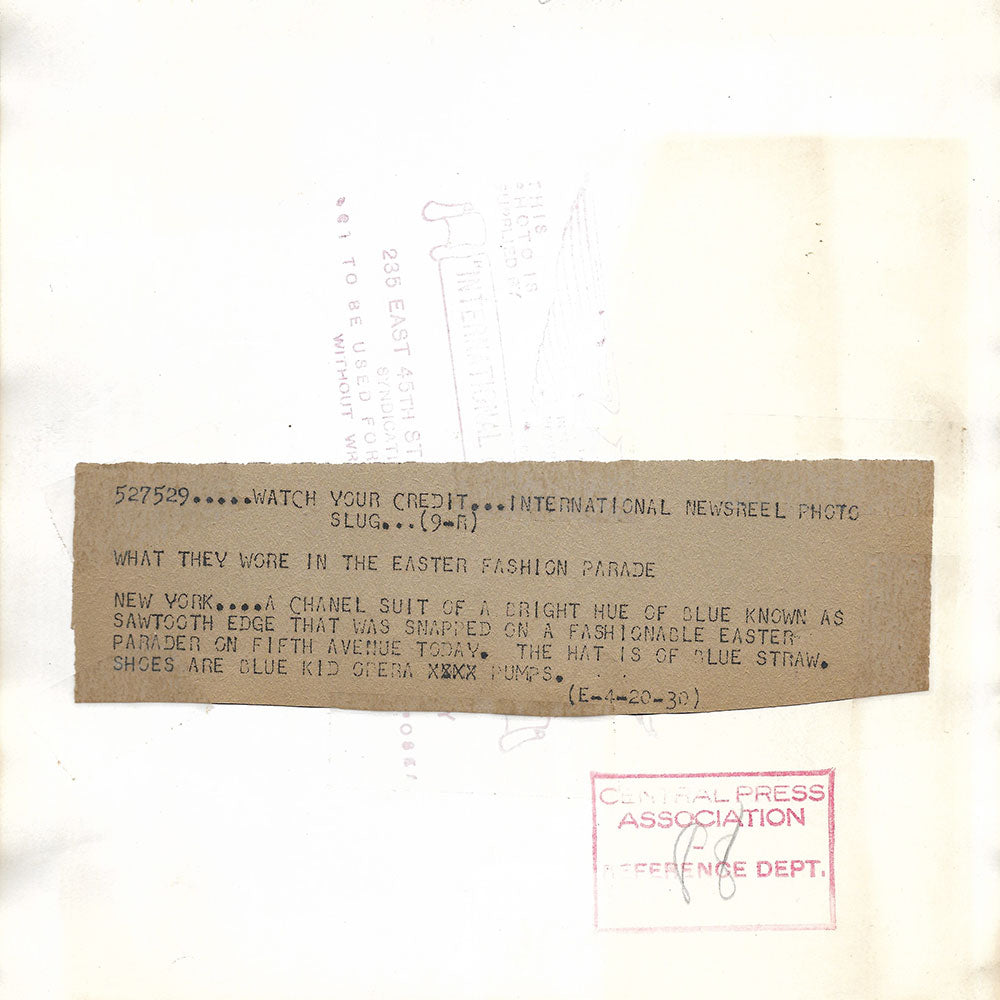 THIS
PHOTO IS
SUPPLIED BY
"INTERNATIONAL
235 EAST 45TH ST
SYNDICATI
TO BE USED FOR
WITHOUT WR
527529.....WATCH YOUR CREDIT...INTERNATIONAL NEWSREEL PHOTO
SLUG...(9-R)
WHAT THEY WORE IN THE EASTER FASHION PARADE
NEW YORK....A CHANEL SUIT OF A BRIGHT HUE OF BLUE KNOWN AS
SAWTOOTH EDGE THAT WAS SNAPPED ON A FASHIONABLE EASTER
PARADER ON FIFTH AVENUE TODAY. THE HAT IS OF BLUE STRAW.
SHOES ARE BLUE KID OPERA XXXX PUMPS.
(E-4-20-30)
CENTRAL PRESS
ASSOCIATION
-
REFERENCE DEPT.